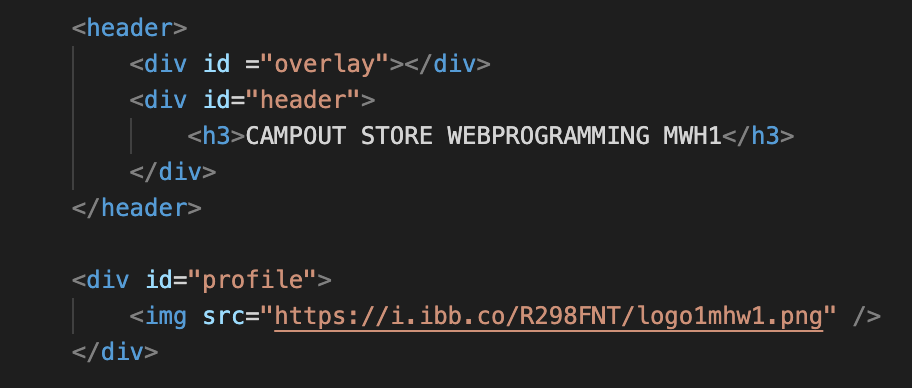 <header>
<div id ="overlay"></div>
<div id="header">
<h3>CAMPOUT STORE WEBPROGRAMMING MWH1</h3>
</div>
</header>
<div id="profile">
<img src="https://i.ibb.co/R298FNT/logo1mhw1.png" />
</div>